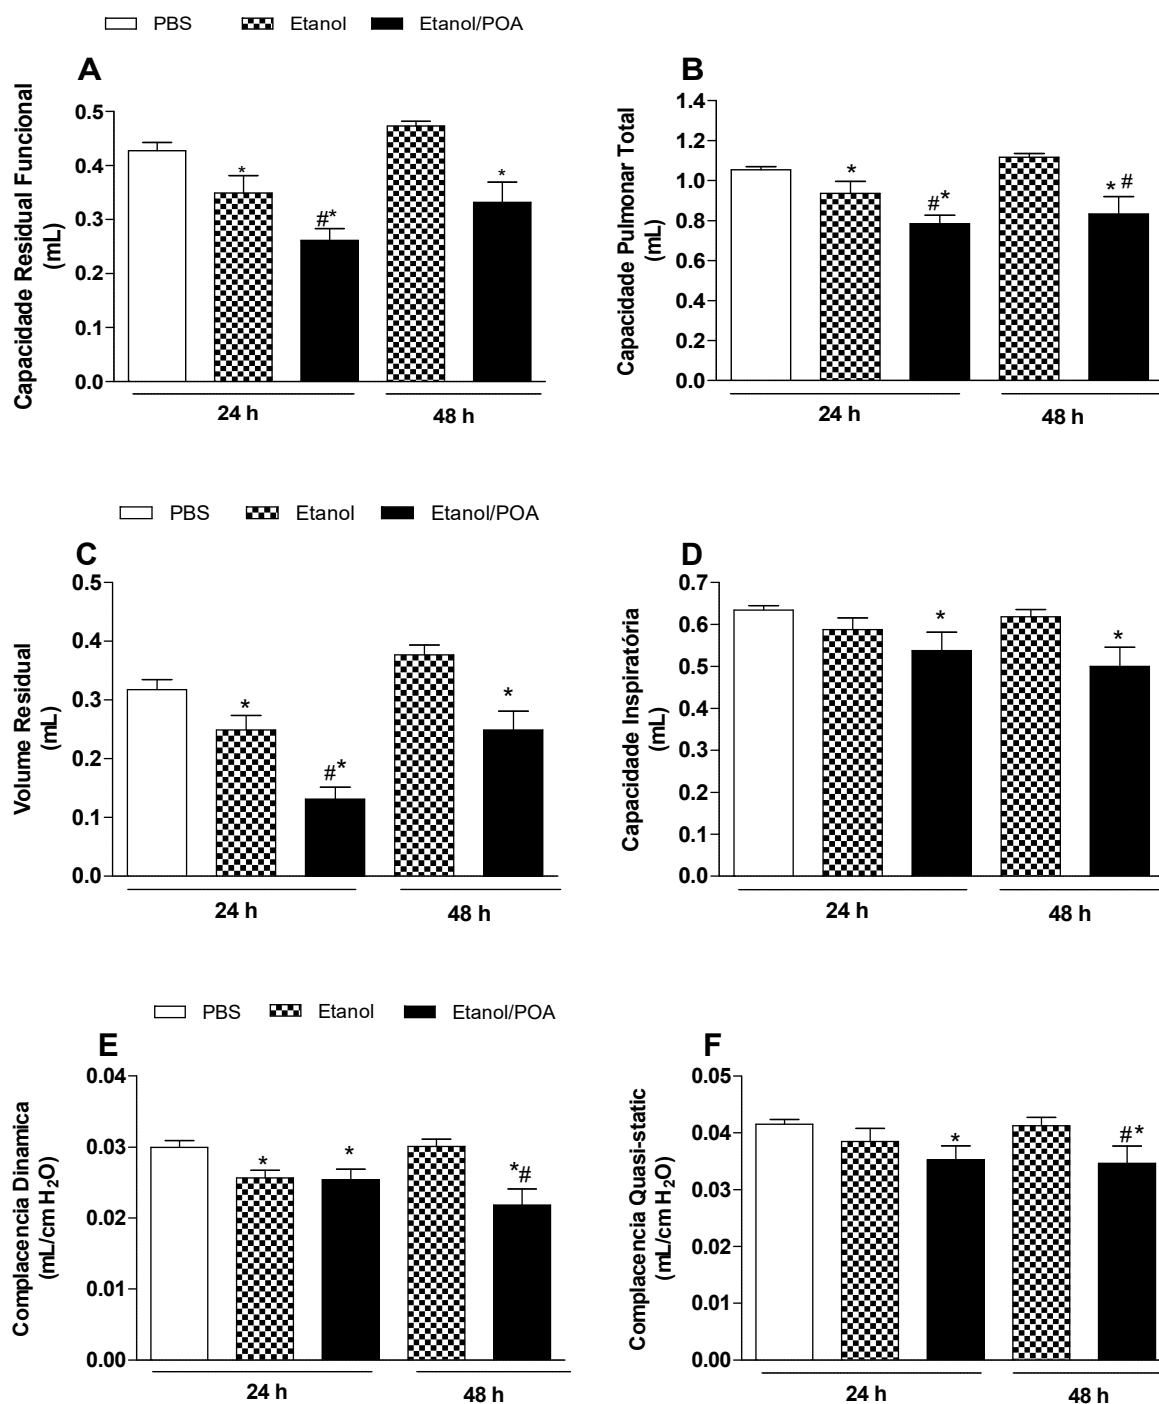 PBS Etanol Etanol/POA
A
Capacidade Residual Funcional
(mL)
0.5
0.4
0.3
0.2
0.1
0.0
*
#*
*
24 h
48 h
B
Capacidade Pulmonar Total
(mL)
1.4
1.2
1.0
0.8
0.6
0.4
0.2
0.0
*
#*
* #
24 h
48 h
PBS Etanol Etanol/POA
C
Volume Residual
(mL)
0.5
0.4
0.3
0.2
0.1
0.0
*
#*
*
24 h
48 h
D
Capacidade Inspiratória
(mL)
0.7
0.6
0.5
0.4
0.3
0.2
0.1
0.0
*
*
24 h
48 h
PBS Etanol Etanol/POA
E
Complacencia Dinamica
(mL/cm H₂O)
0.04
0.03
0.02
0.01
0.00
*
*
*#
24 h
48 h
F
Complacencia Quasi-static
(mL/cm H₂O)
0.05
0.04
0.03
0.02
0.01
0.00
*
#*
24 h
48 h